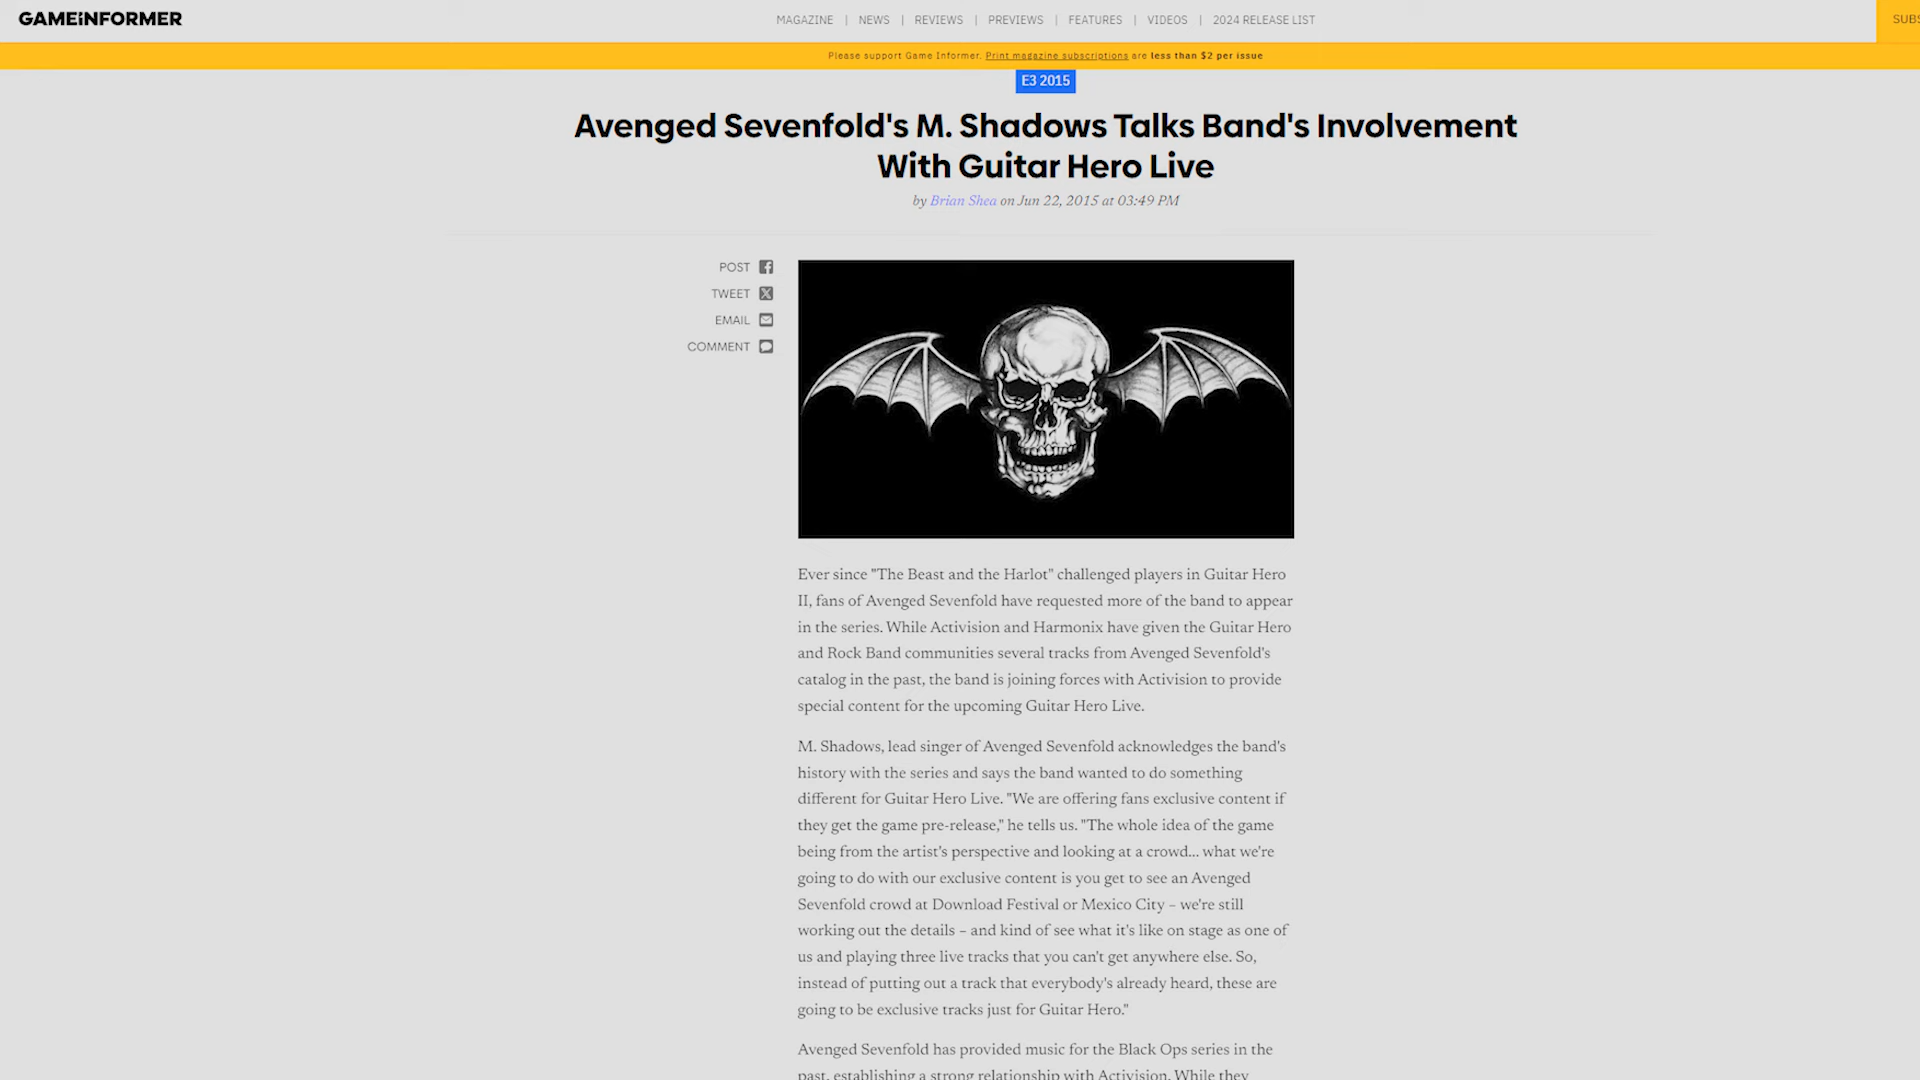 GAMEiNFORMER
MAGAZINE | NEWS | REVIEWS | PREVIEWS | FEATURES | VIDEOS | 2024 RELEASE LIST
Please support Game Informer. Print magazine subscriptions are less than $2 per issue
E3 2015
Avenged Sevenfold's M. Shadows Talks Band's Involvement
With Guitar Hero Live
by Brian Shea on Jun 22, 2015 at 03:49 PM
POST
TWEET
EMAIL
COMMENT
Ever since "The Beast and the Harlot" challenged players in Guitar Hero
II, fans of Avenged Sevenfold have requested more of the band to appear
in the series. While Activision and Harmonix have given the Guitar Hero
and Rock Band communities several tracks from Avenged Sevenfold's
catalog in the past, the band is joining forces with Activision to provide
special content for the upcoming Guitar Hero Live.
M. Shadows, lead singer of Avenged Sevenfold acknowledges the band's
history with the series and says the band wanted to do something
different for Guitar Hero Live. "We are offering fans exclusive content if
they get the game pre-release," he tells us. "The whole idea of the game
being from the artist's perspective and looking at a crowd... what we're
going to do with our exclusive content is you get to see an Avenged
Sevenfold crowd at Download Festival or Mexico City – we're still
working out the details – and kind of see what it's like on stage as one of
us and playing three live tracks that you can't get anywhere else. So,
instead of putting out a track that everybody's already heard, these are
going to be exclusive tracks just for Guitar Hero."
Avenged Sevenfold has provided music for the Black Ops series in the
past, establishing a strong relationship with Activision. While they